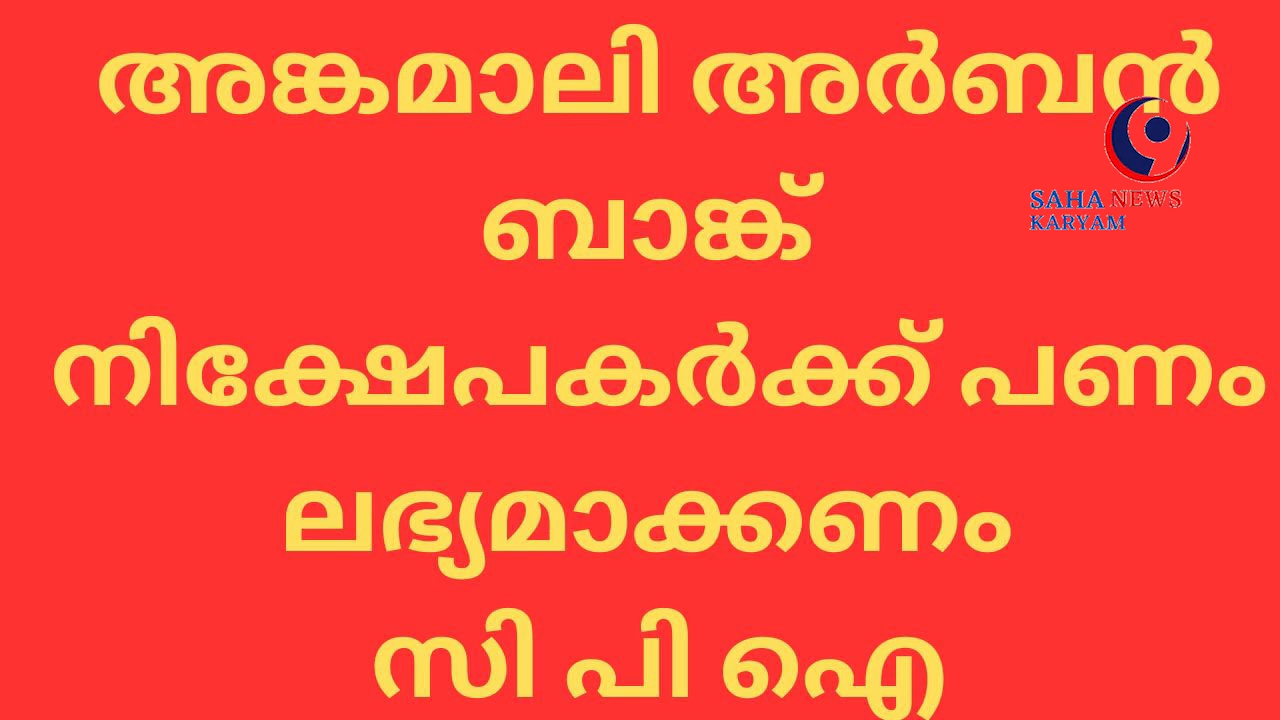 അങ്കമാലി അർബൻ
ബാങ്ക്
നിക്ഷേപകർക്ക് പണം
ലഭ്യമാക്കണം
സി പി ഐ
SAHA NEWS
KARYAM